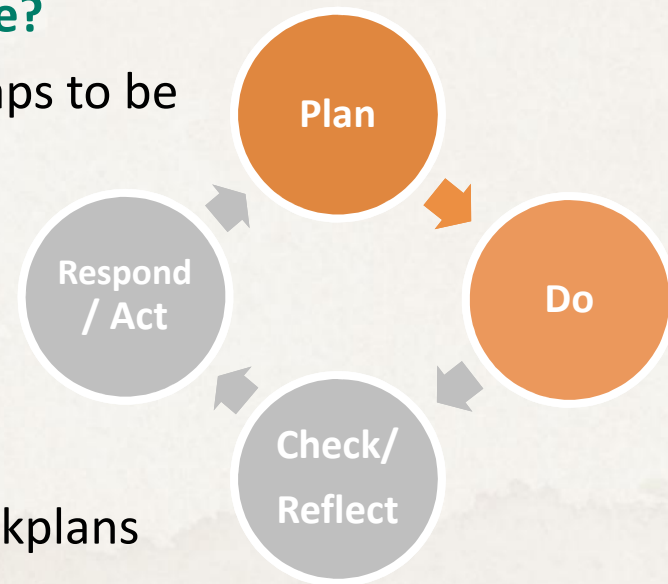 e?
ps to be
Plan
Do
Check/
Reflect
Respond
/ Act
kplans